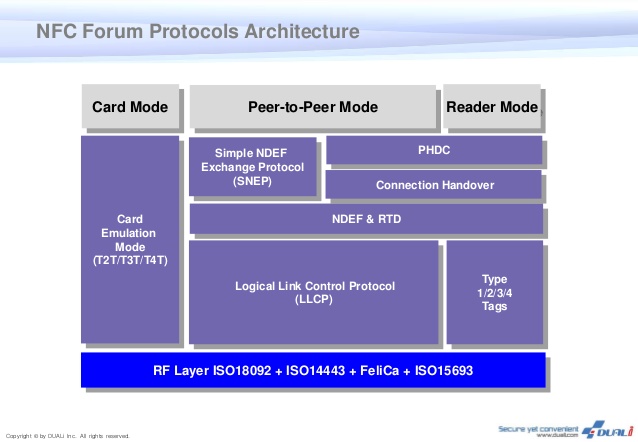 NFC Forum Protocols Architecture
Card Mode
Peer-to-Peer Mode
Reader Mode
Simple NDEF
Exchange Protocol
(SNEP)
PHDC
Connection Handover
Card
Emulation
Mode
(T2T/T3T/T4T)
NDEF & RTD
Logical Link Control Protocol
(LLCP)
Type
1/2/3/4
Tags
RF Layer ISO18092 + ISO14443 + FeliCa + ISO15693
Copyright © by DUALi Inc. All rights reserved.
Secure yet convenient
www.duali.com
DUALi